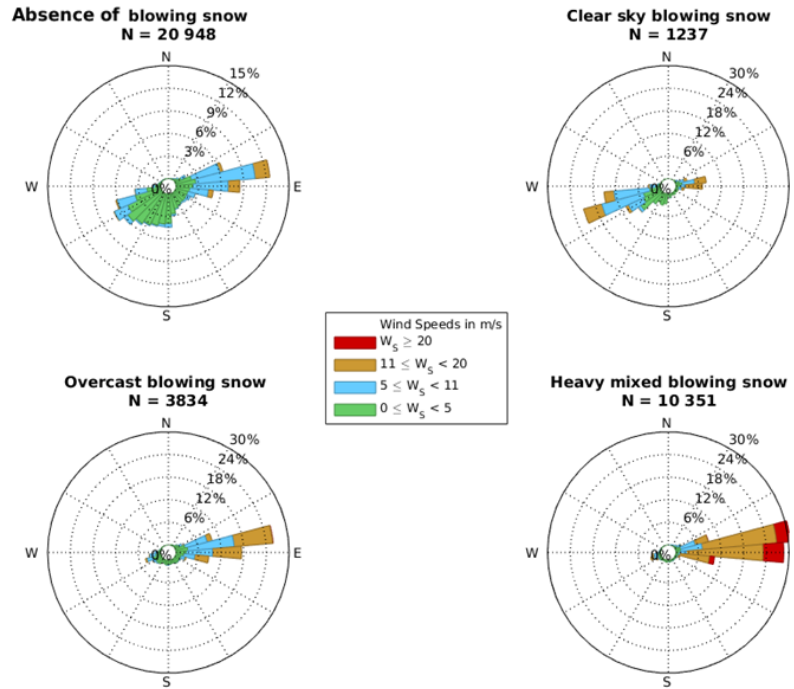 Absence of blowing snow
N = 20 948
N
15%
12%
9%
6%
3%
0%
W
E
S
Clear sky blowing snow
N = 1237
N
30%
24%
18%
12%
6%
0%
W
E
S
Wind Speeds in m/s
W_S ≥ 20
11 ≤ W_S < 20
5 ≤ W_S < 11
0 ≤ W_S < 5
Overcast blowing snow
N = 3834
N
30%
24%
18%
12%
6%
0%
W
E
S
Heavy mixed blowing snow
N = 10 351
N
30%
24%
18%
12%
6%
0%
W
S